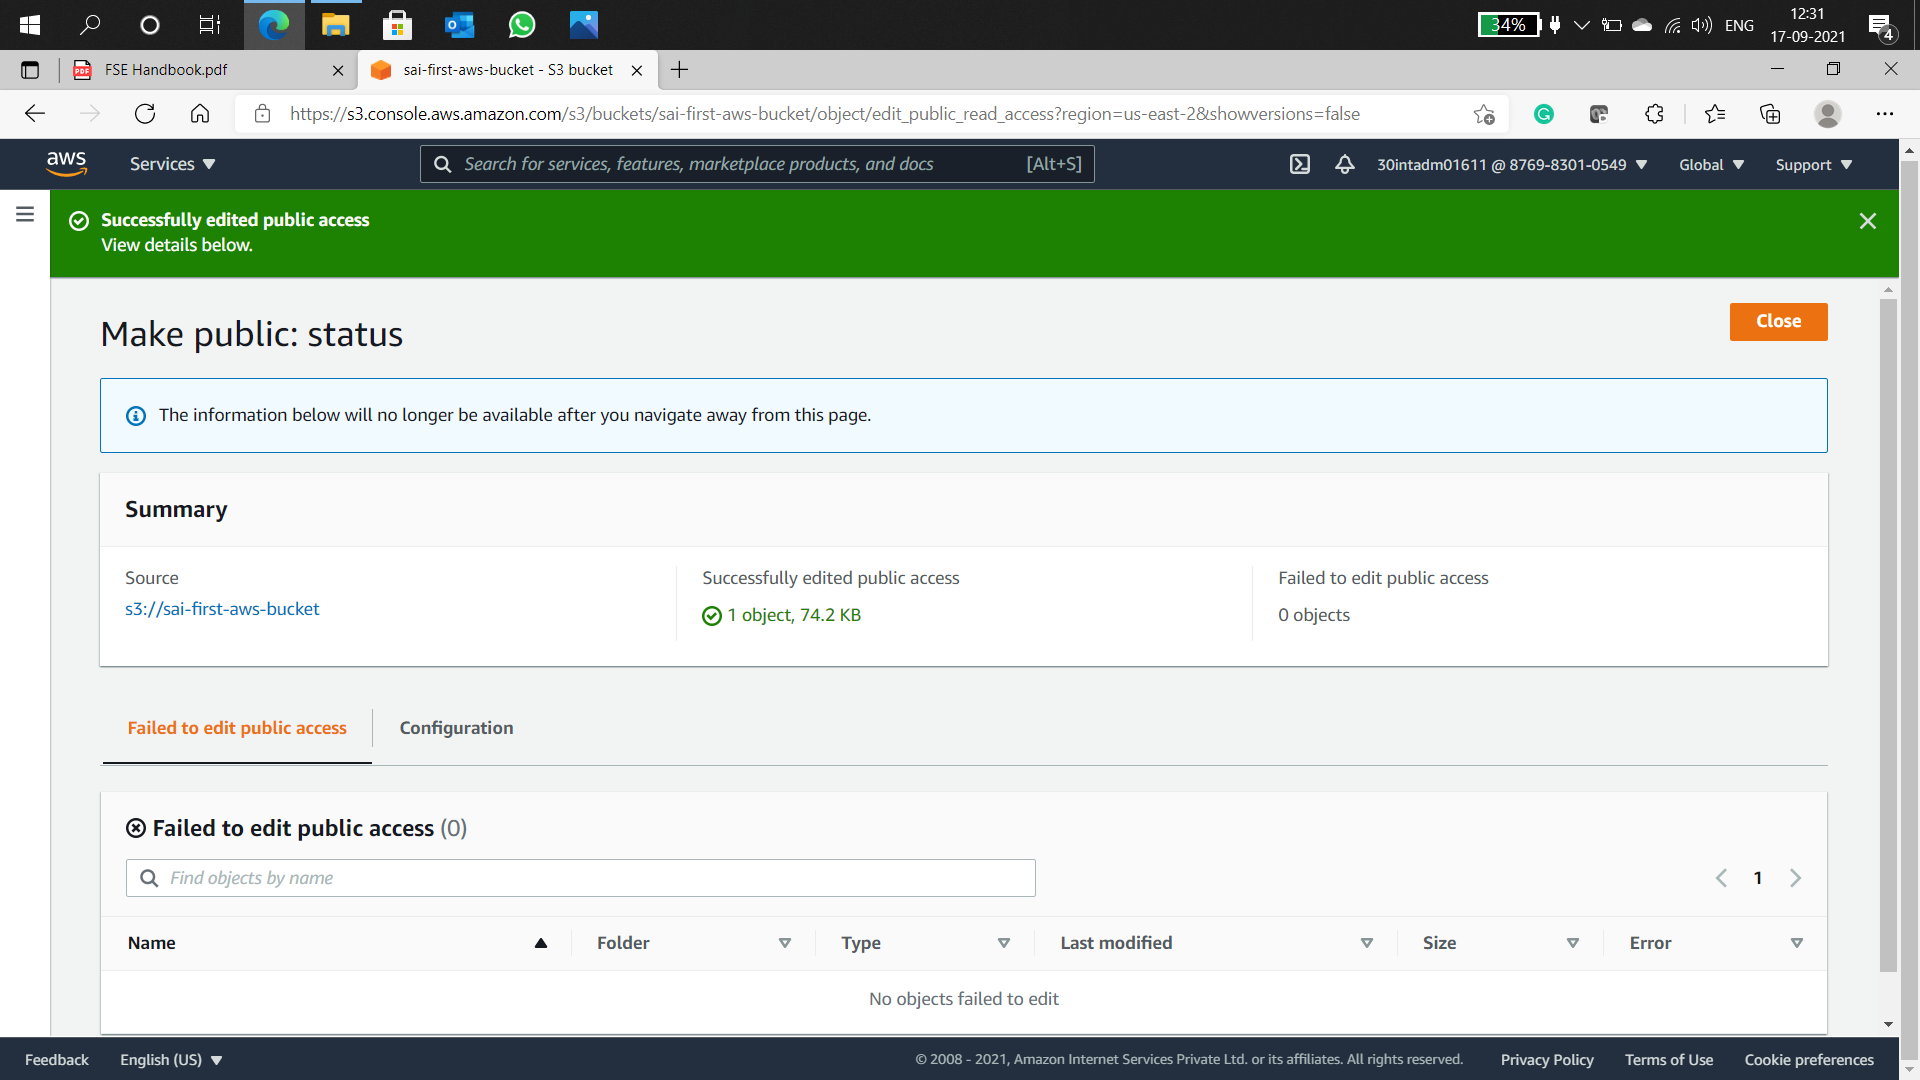 34%
ENG
12:31
17-09-2021
4
FSE Handbook.pdf
sai-first-aws-bucket - S3 bucket
https://s3.console.aws.amazon.com/s3/buckets/sai-first-aws-bucket/object/edit_public_read_access?region=us-east-2&showversions=false
aws
Services
Search for services, features, marketplace products, and docs
[Alt+S]
30intadm01611 @ 8769-8301-0549
Global
Support
Successfully edited public access
View details below.
Make public: status
Close
The information below will no longer be available after you navigate away from this page.
Summary
Source
s3://sai-first-aws-bucket
Successfully edited public access
1 object, 74.2 KB
Failed to edit public access
0 objects
Failed to edit public access
Configuration
Failed to edit public access (0)
Find objects by name
1
Name
Folder
Type
Last modified
Size
Error
No objects failed to edit
Feedback
English (US)
© 2008 - 2021, Amazon Internet Services Private Ltd. or its affiliates. All rights reserved.
Privacy Policy
Terms of Use
Cookie preferences